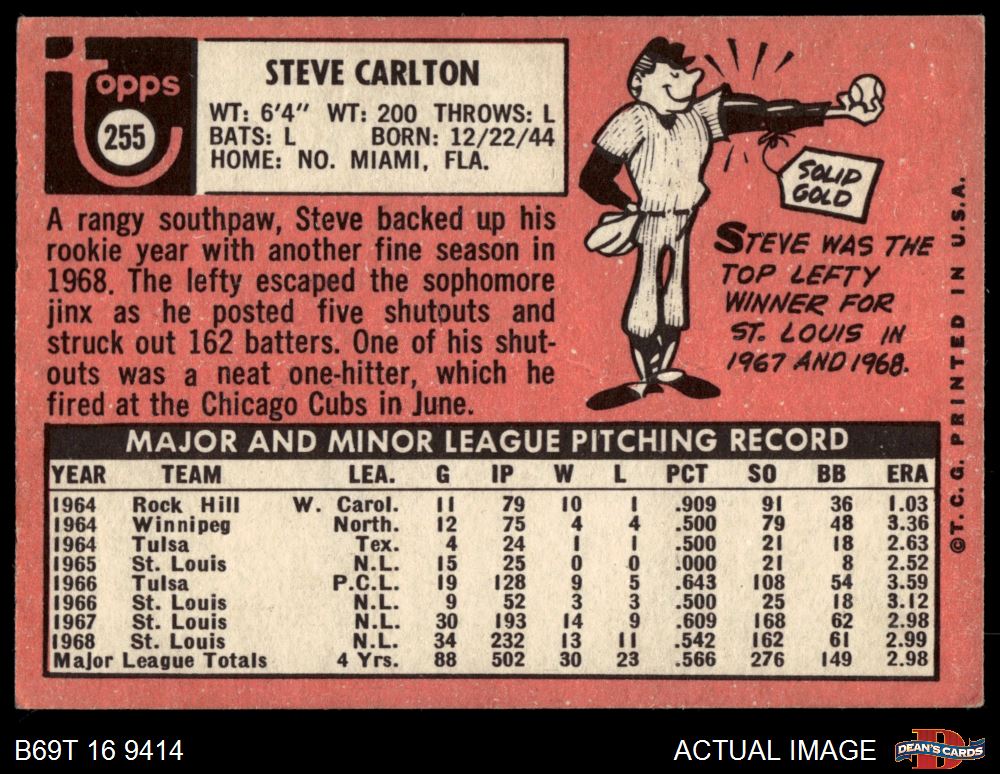 Topps
255
STEVE CARLTON
WT: 6'4" WT: 200 THROWS: L
BATS: L BORN: 12/22/44
HOME: NO. MIAMI, FLA.
A rangy southpaw, Steve backed up his
rookie year with another fine season in
1968. The lefty escaped the sophomore
jinx as he posted five shutouts and
struck out 162 batters. One of his shut-
outs was a neat one-hitter, which he
fired at the Chicago Cubs in June.
SOLID
GOLD
STEVE WAS THE
TOP LEFTY
WINNER FOR
ST. LOUIS IN
1967 AND 1968.
MAJOR AND MINOR LEAGUE PITCHING RECORD
YEAR TEAM LEA. G IP W L PCT SO BB ERA
1964 Rock Hill W. Carol. 11 79 10 1 .909 91 36 1.03
1964 Winnipeg North. 12 75 4 4 .500 79 48 3.36
1964 Tulsa Tex. 4 24 1 1 .500 21 18 2.63
1965 St. Louis N.L. 15 25 0 0 .000 21 8 2.52
1966 Tulsa P.C.L. 19 128 9 5 .643 108 54 3.59
1966 St. Louis N.L. 9 52 3 3 .500 25 18 3.12
1967 St. Louis N.L. 30 193 14 9 .609 168 62 2.98
1968 St. Louis N.L. 34 232 13 11 .542 162 61 2.99
Major League Totals 4 Yrs. 88 502 30 23 .566 276 149 2.98
©T.C.G. PRINTED IN U.S.A.
B69T 16 9414
ACTUAL IMAGE
DEAN'S CARDS